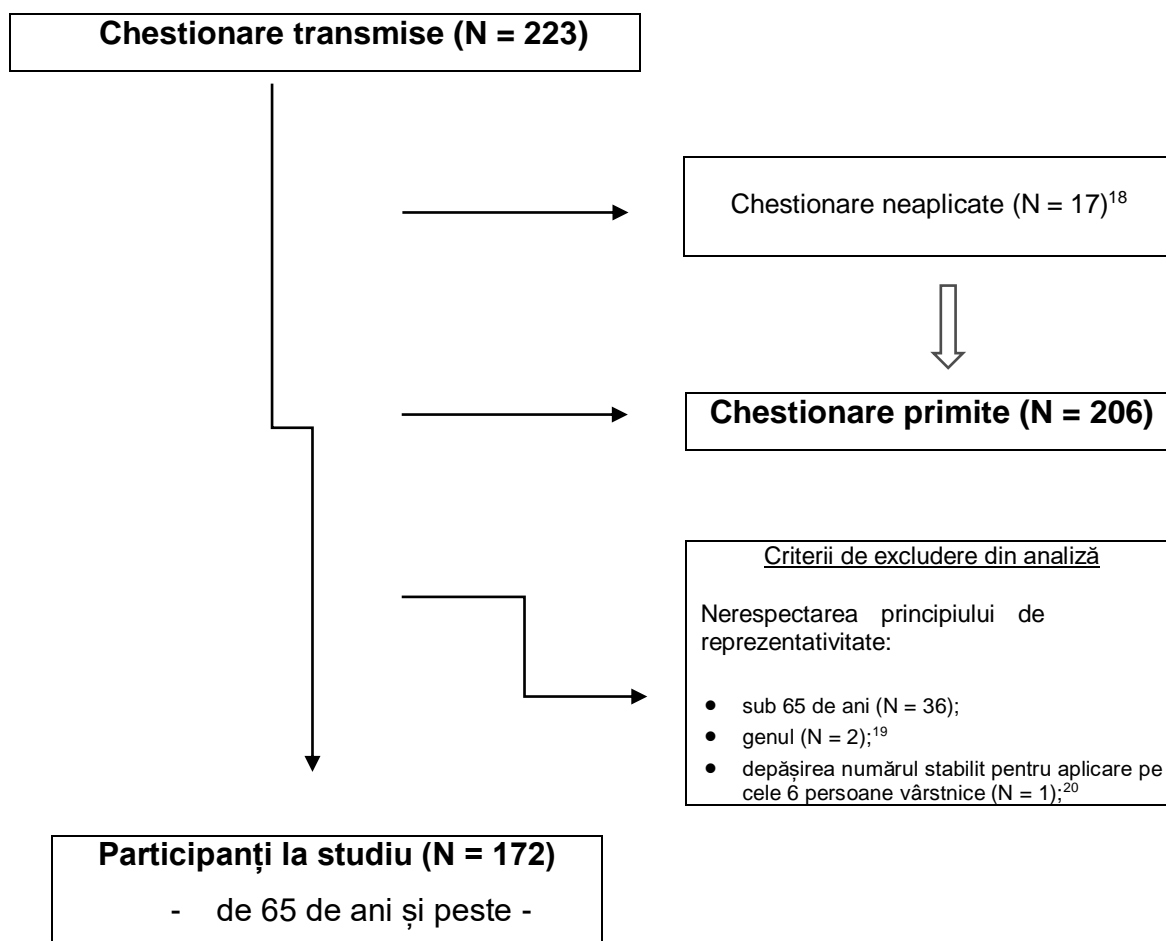 Chestionare transmise (N = 223)
Chestionare neaplicate (N = 17)18
Chestionare primite (N = 206)
Criterii de excludere din analiză
Nerespectarea principiului de
reprezentativitate:
• sub 65 de ani (N = 36);
• genul (N = 2);19
• depășirea numărul stabilit pentru aplicare pe
cele 6 persoane vârstnice (N = 1);20
Participanți la studiu (N = 172)
- de 65 de ani și peste -